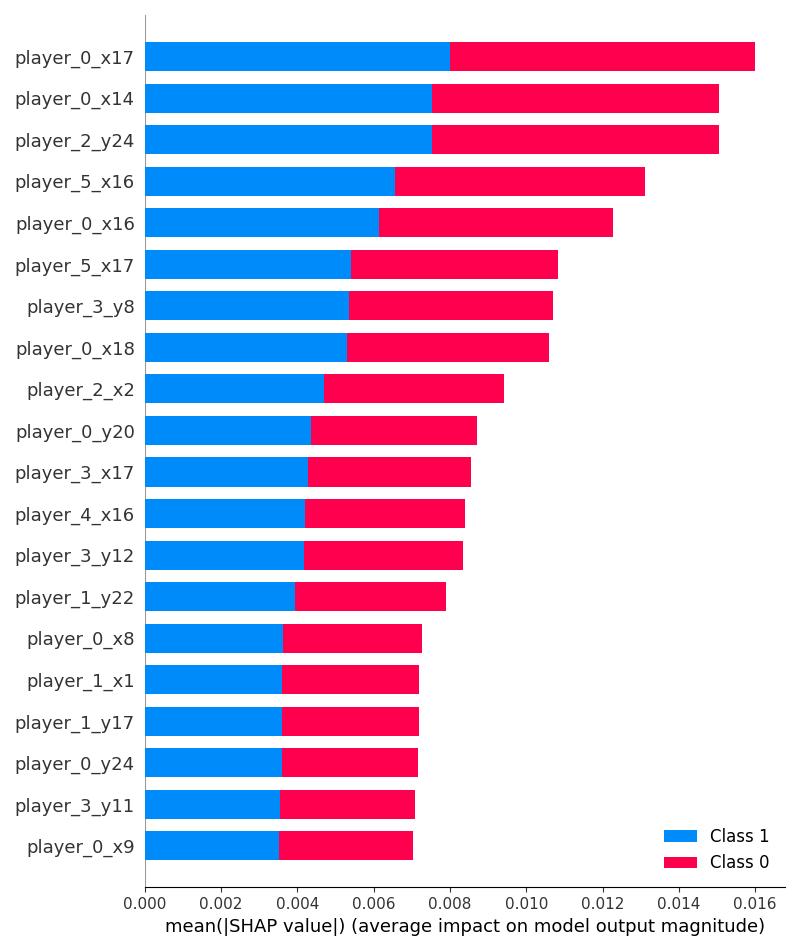 player_0_x17
player_0_x14
player_2_y24
player_5_x16
player_0_x16
player_5_x17
player_3_y8
player_0_x18
player_2_x2
player_0_y20
player_3_x17
player_4_x16
player_3_y12
player_1_y22
player_0_x8
player_1_x1
player_1_y17
player_0_y24
player_3_y11
player_0_x9
Class 1
Class 0
0.000 0.002 0.004 0.006 0.008 0.010 0.012 0.014 0.016
mean(|SHAP value|) (average impact on model output magnitude)